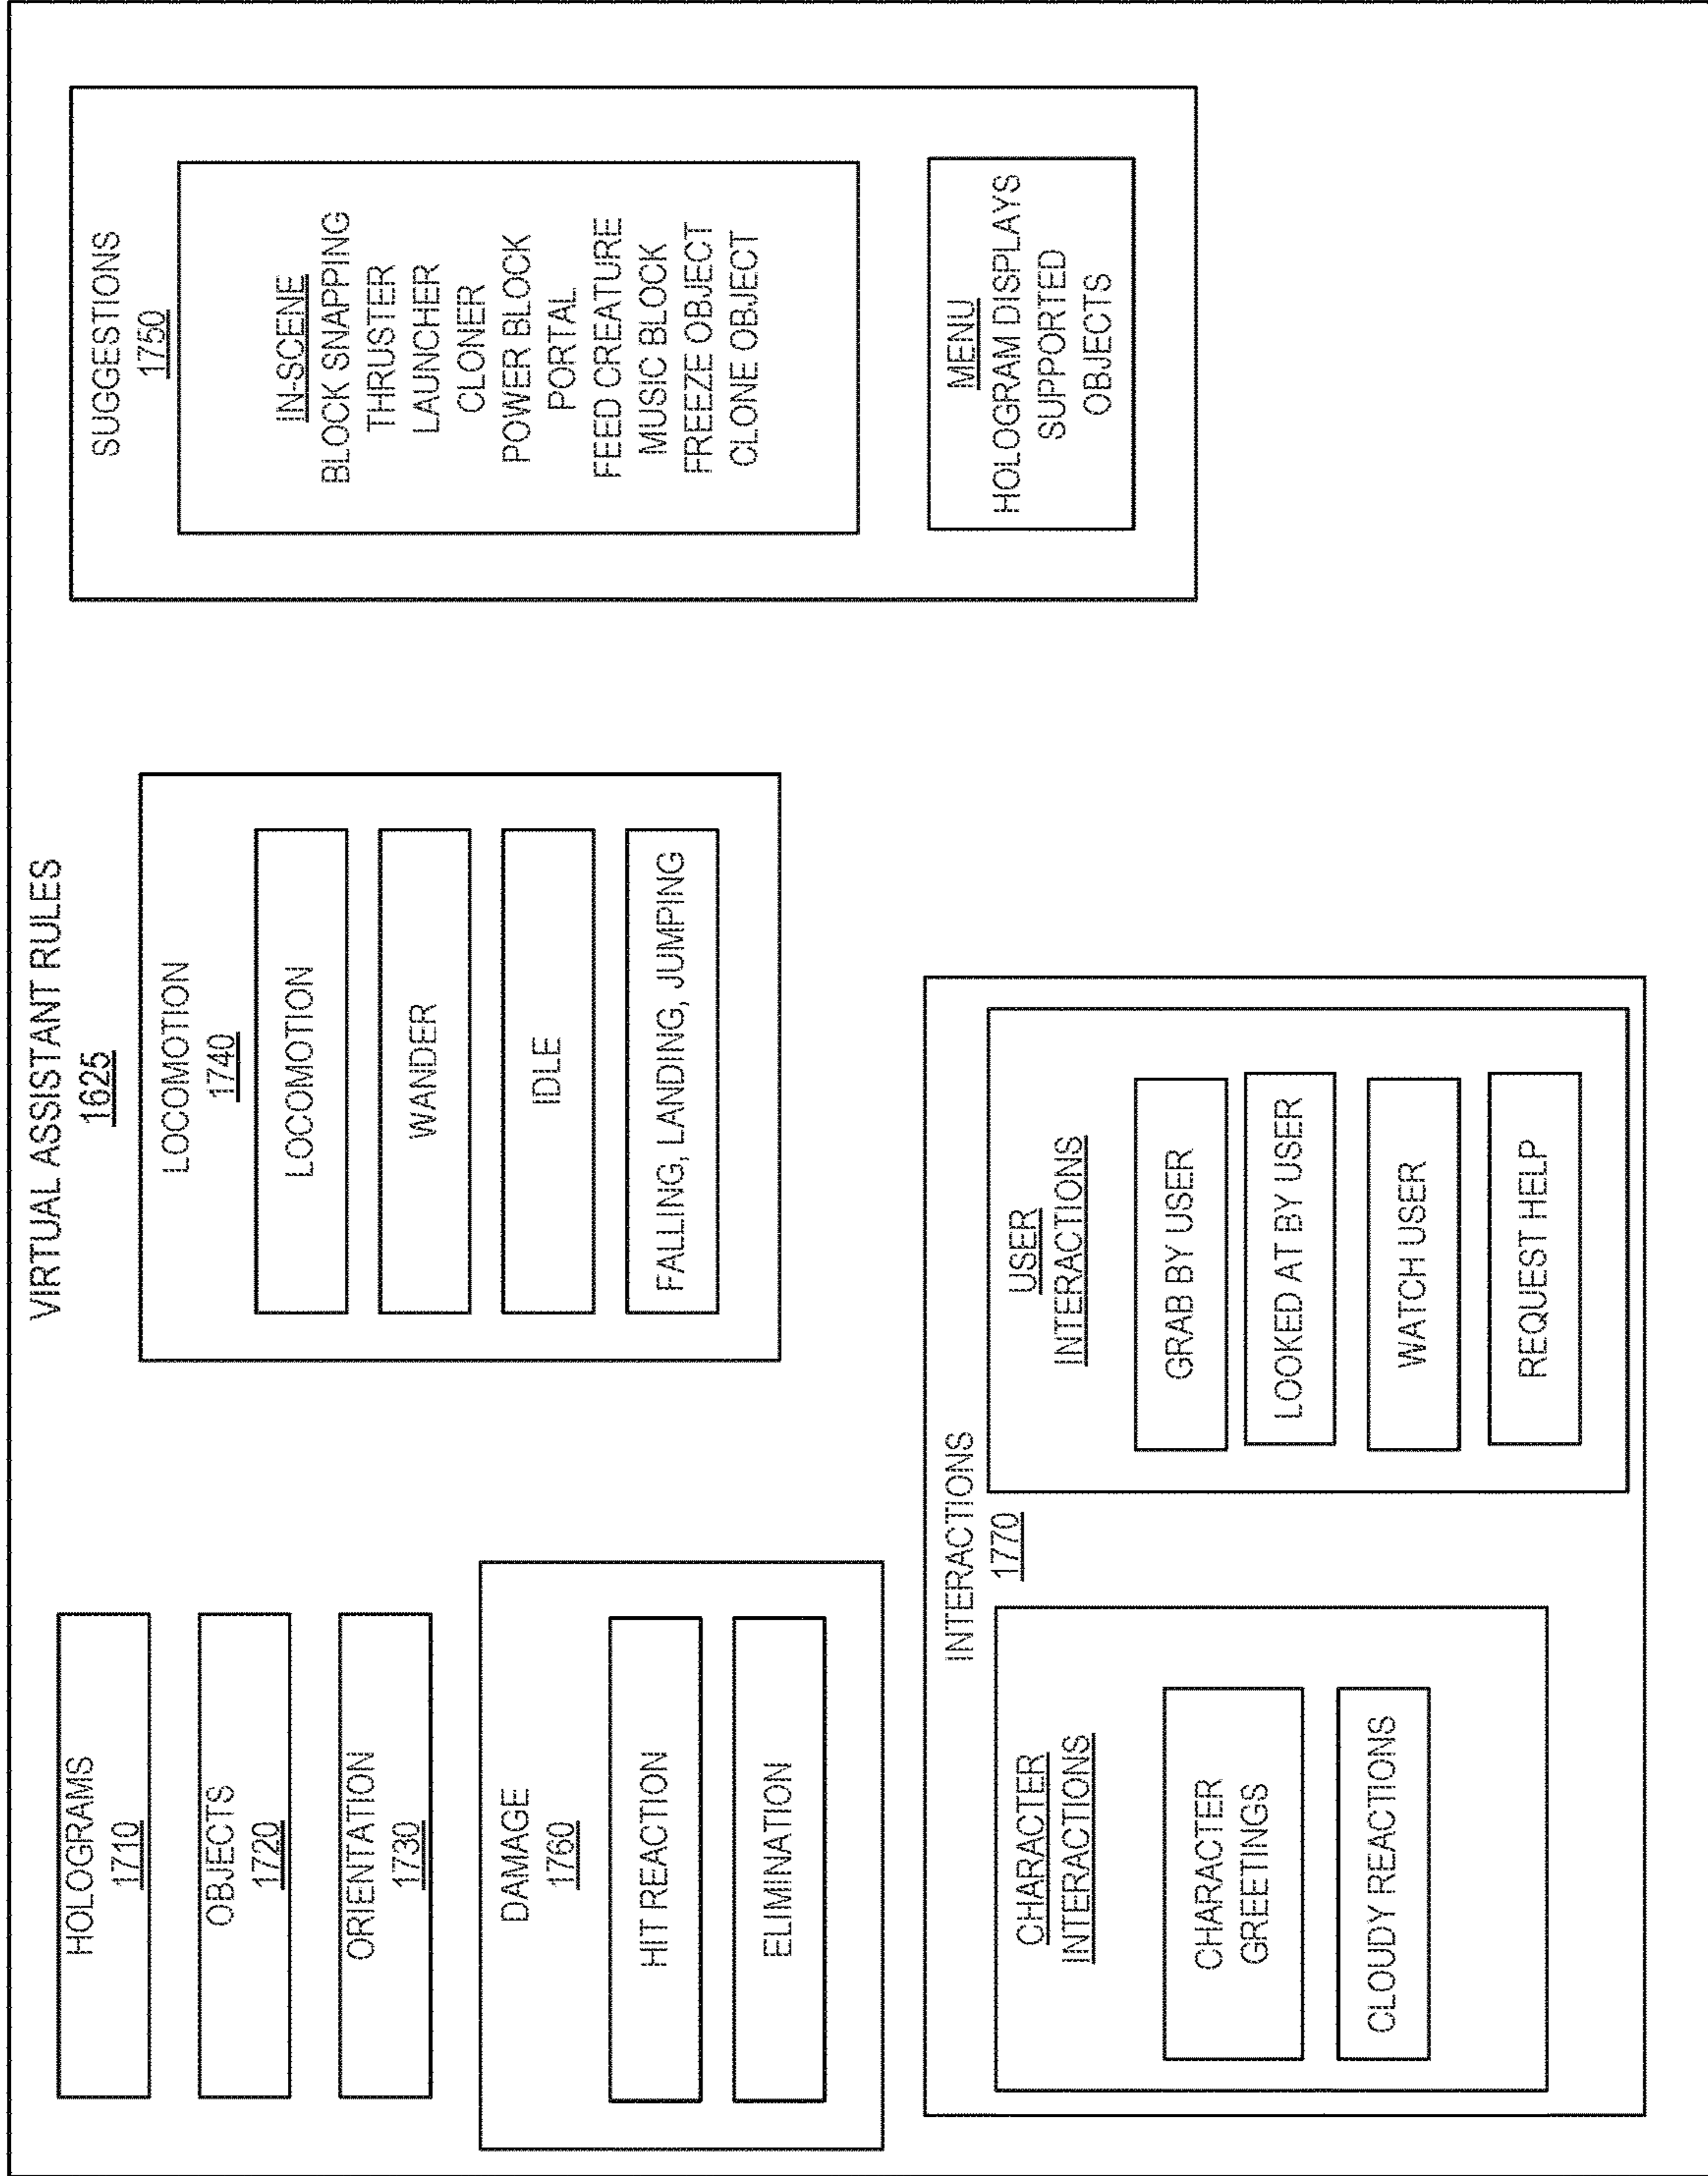 VIRTUAL ASSISTANT RULES
1625
HOLOGRAMS
1710
OBJECTS
1720
ORIENTATION
1730
DAMAGE
1760
HIT REACTION
ELIMINATION
LOCOMOTION
1740
LOCOMOTION
WANDER
IDLE
FALLING, LANDING, JUMPING
SUGGESTIONS
1750
IN-SCENE
BLOCK SNAPPING
THRUSTER
LAUNCHER
CLONER
POWER BLOCK
PORTAL
FEED CREATURE
MUSIC BLOCK
FREEZE OBJECT
CLONE OBJECT
MENU
HOLOGRAM DISPLAYS
SUPPORTED
OBJECTS
INTERACTIONS
1770
CHARACTER
INTERACTIONS
CHARACTER
GREETINGS
CLOUDY REACTIONS
USER
INTERACTIONS
GRAB BY USER
LOOKED AT BY USER
WATCH USER
REQUEST HELP